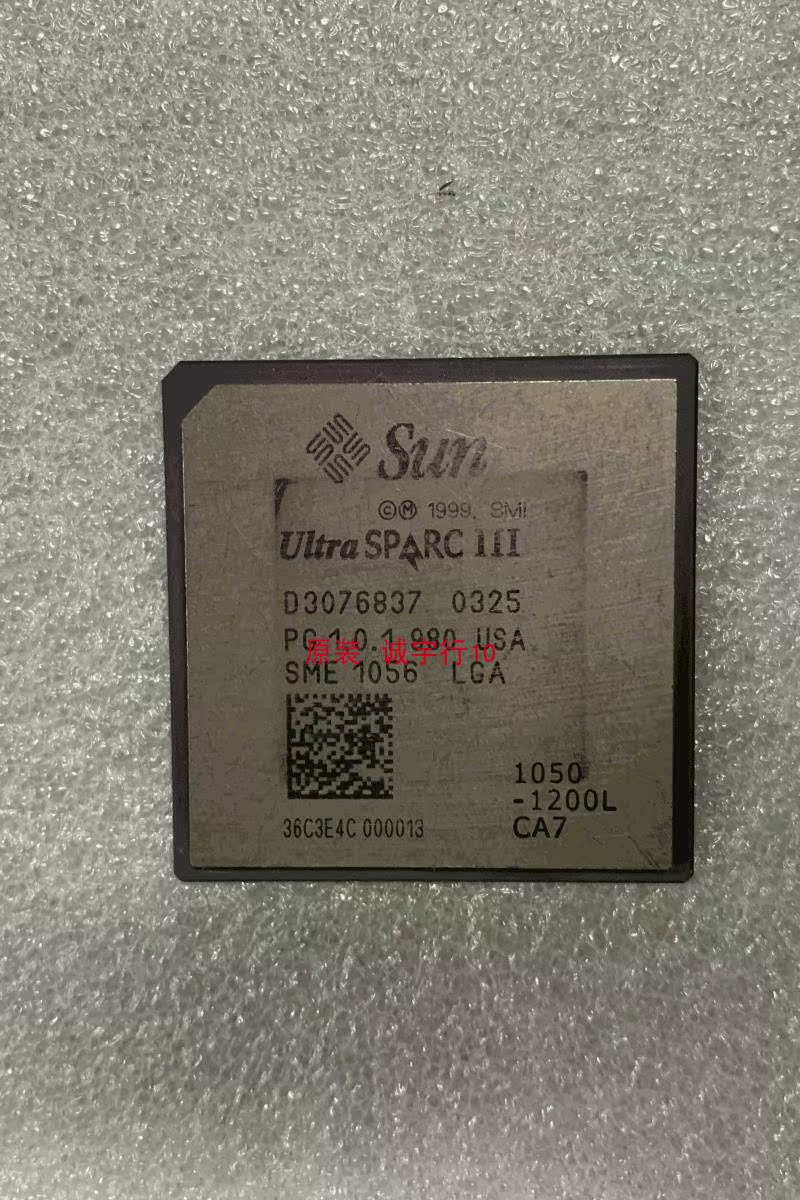 Sun
©Ⓜ 1999, SMI
UltraSPARC III
D3076837 0325
PG 1.0.1 980 USA
原装 诚宇行10
SME 1056 LGA
1050
-1200L
36C3E4C 000013
CA7